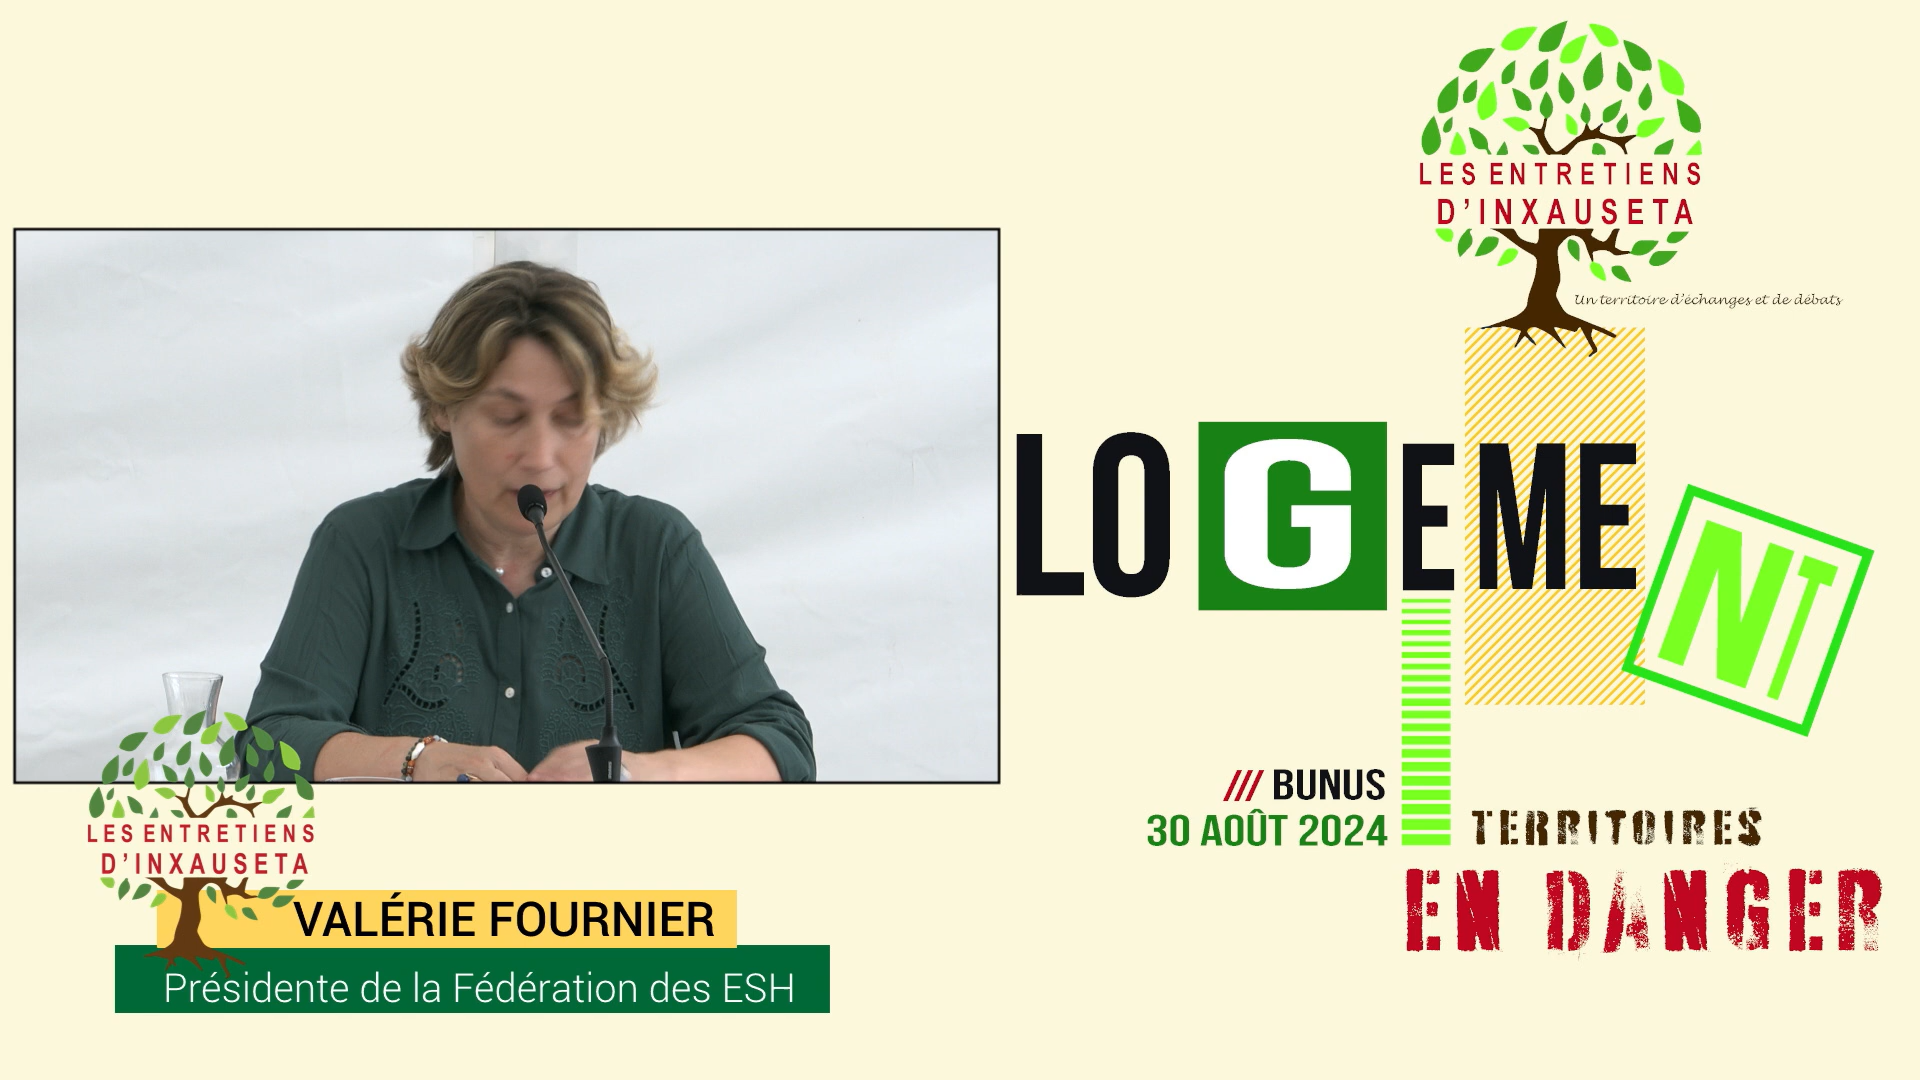 LES ENTRETIENS
D'INXAUSETA
Un territoire d'échanges et de débats
LOGEMENT
/// BUNUS
30 AOÛT 2024
TERRITOIRES
EN DANGER
LES ENTRETIENS
D'INXAUSETA
VALÉRIE FOURNIER
Présidente de la Fédération des ESH